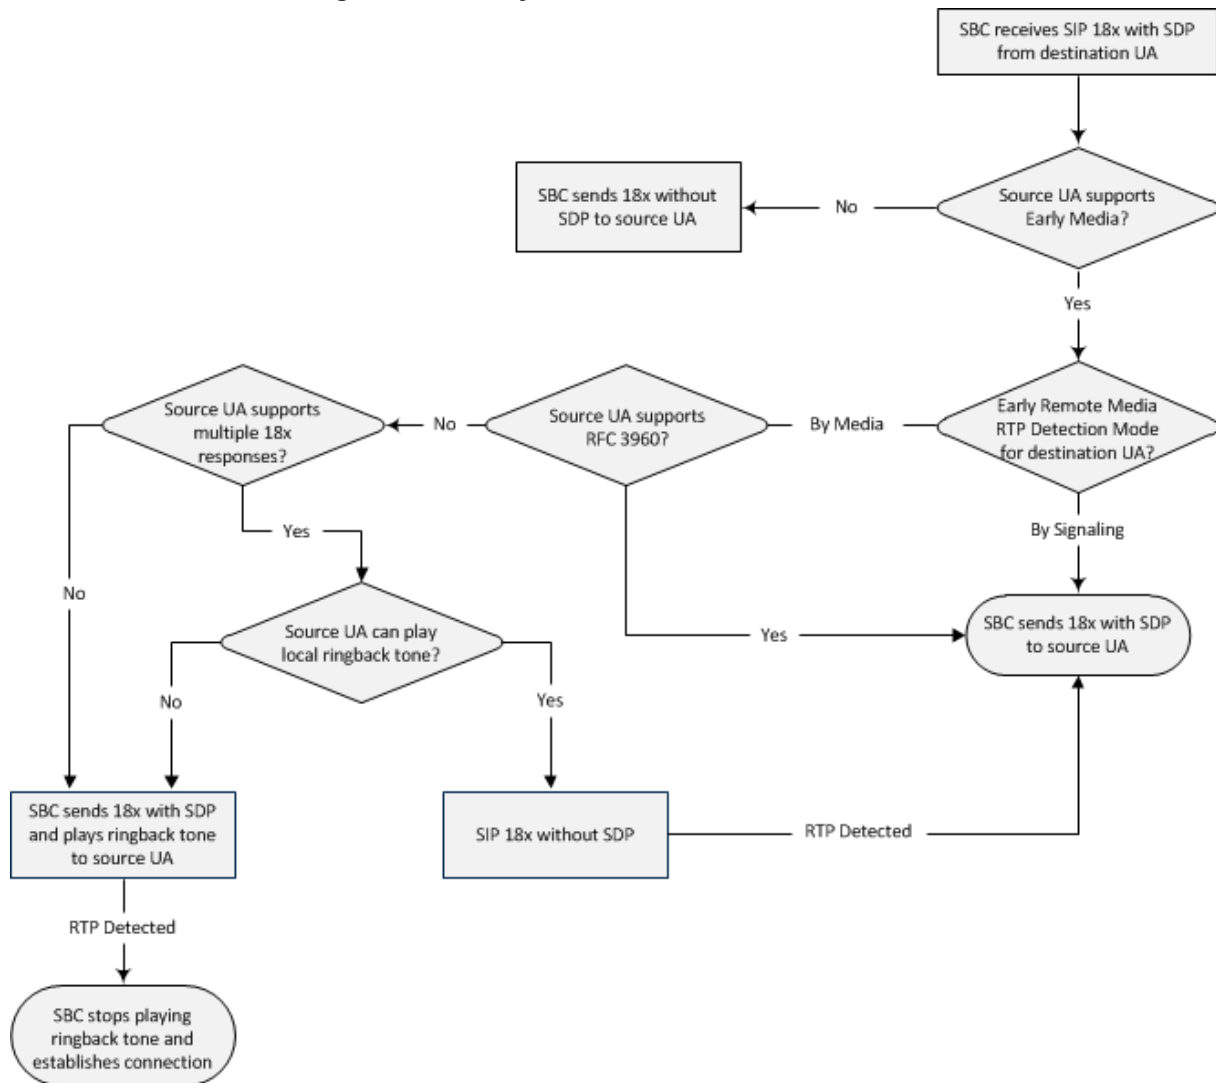 SBC receives SIP 18x with SDP
from destination UA
SBC sends 18x without
SDP to source UA
No
Source UA supports
Early Media?
Yes
Source UA supports
multiple 18x
responses?
No
Source UA supports
RFC 3960?
By Media
Early Remote Media
RTP Detection Mode
for destination UA?
Yes
By Signaling
No
Source UA can play
local ringback tone?
Yes
SBC sends 18x with SDP
to source UA
No
Yes
SBC sends 18x with SDP
and plays ringback tone
to source UA
SIP 18x without SDP
RTP Detected
RTP Detected
SBC stops playing
ringback tone and
establishes connection